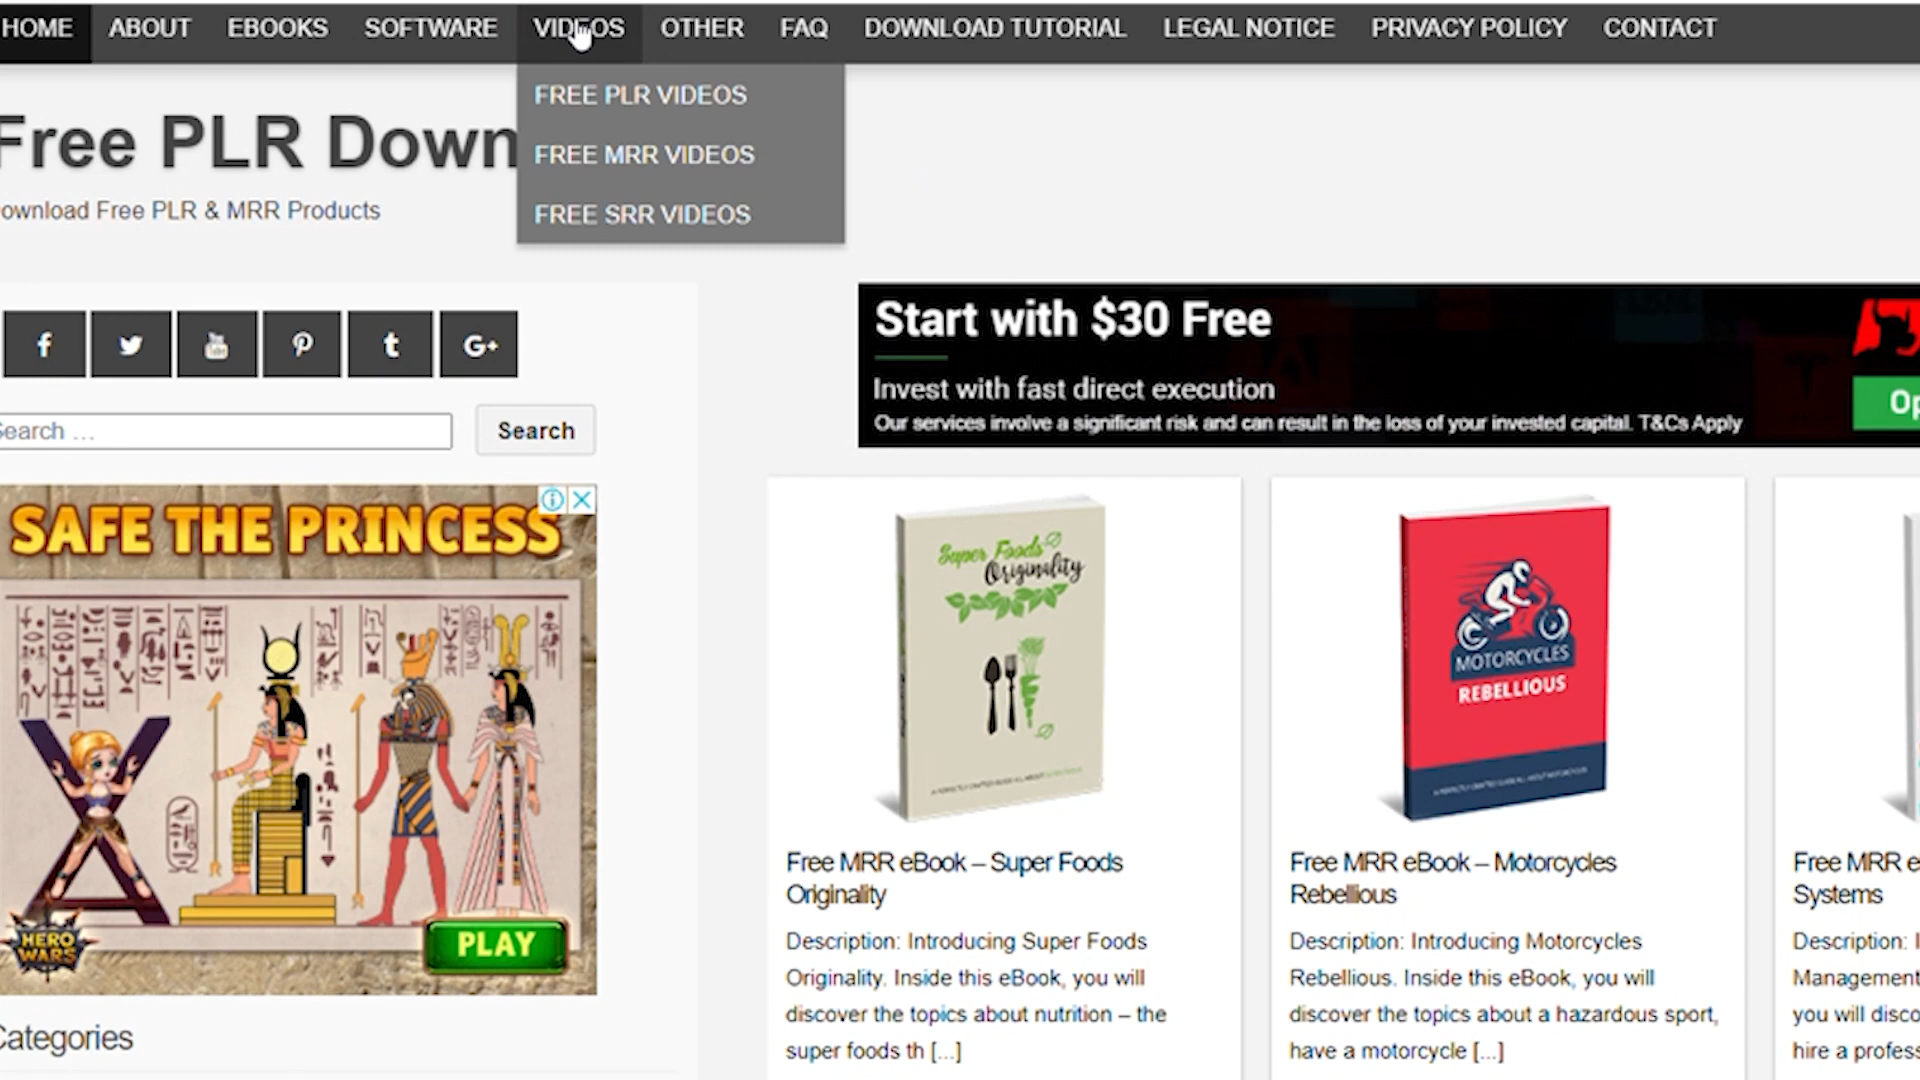 HOME ABOUT EBOOKS SOFTWARE VIDEOS OTHER FAQ DOWNLOAD TUTORIAL LEGAL NOTICE PRIVACY POLICY CONTACT
FREE PLR VIDEOS
FREE MRR VIDEOS
FREE SRR VIDEOS
Free PLR Down
ownload Free PLR & MRR Products
f t G+
Search ...
Search
Start with $30 Free
Invest with fast direct execution
Our services involve a significant risk and can result in the loss of your invested capital. T&Cs Apply
Op
SAFE THE PRINCESS
HERO
WARS
PLAY
Categories
Super Foods
Originality
MOTORCYCLES
REBELLIOUS
Free MRR eBook – Super Foods
Originality
Description: Introducing Super Foods
Originality. Inside this eBook, you will
discover the topics about nutrition – the
super foods th [...]
Free MRR eBook – Motorcycles
Rebellious
Description: Introducing Motorcycles
Rebellious. Inside this eBook, you will
discover the topics about a hazardous sport,
have a motorcycle [...]
Free MRR e
Systems
Description: I
Management
you will disco
hire a profess